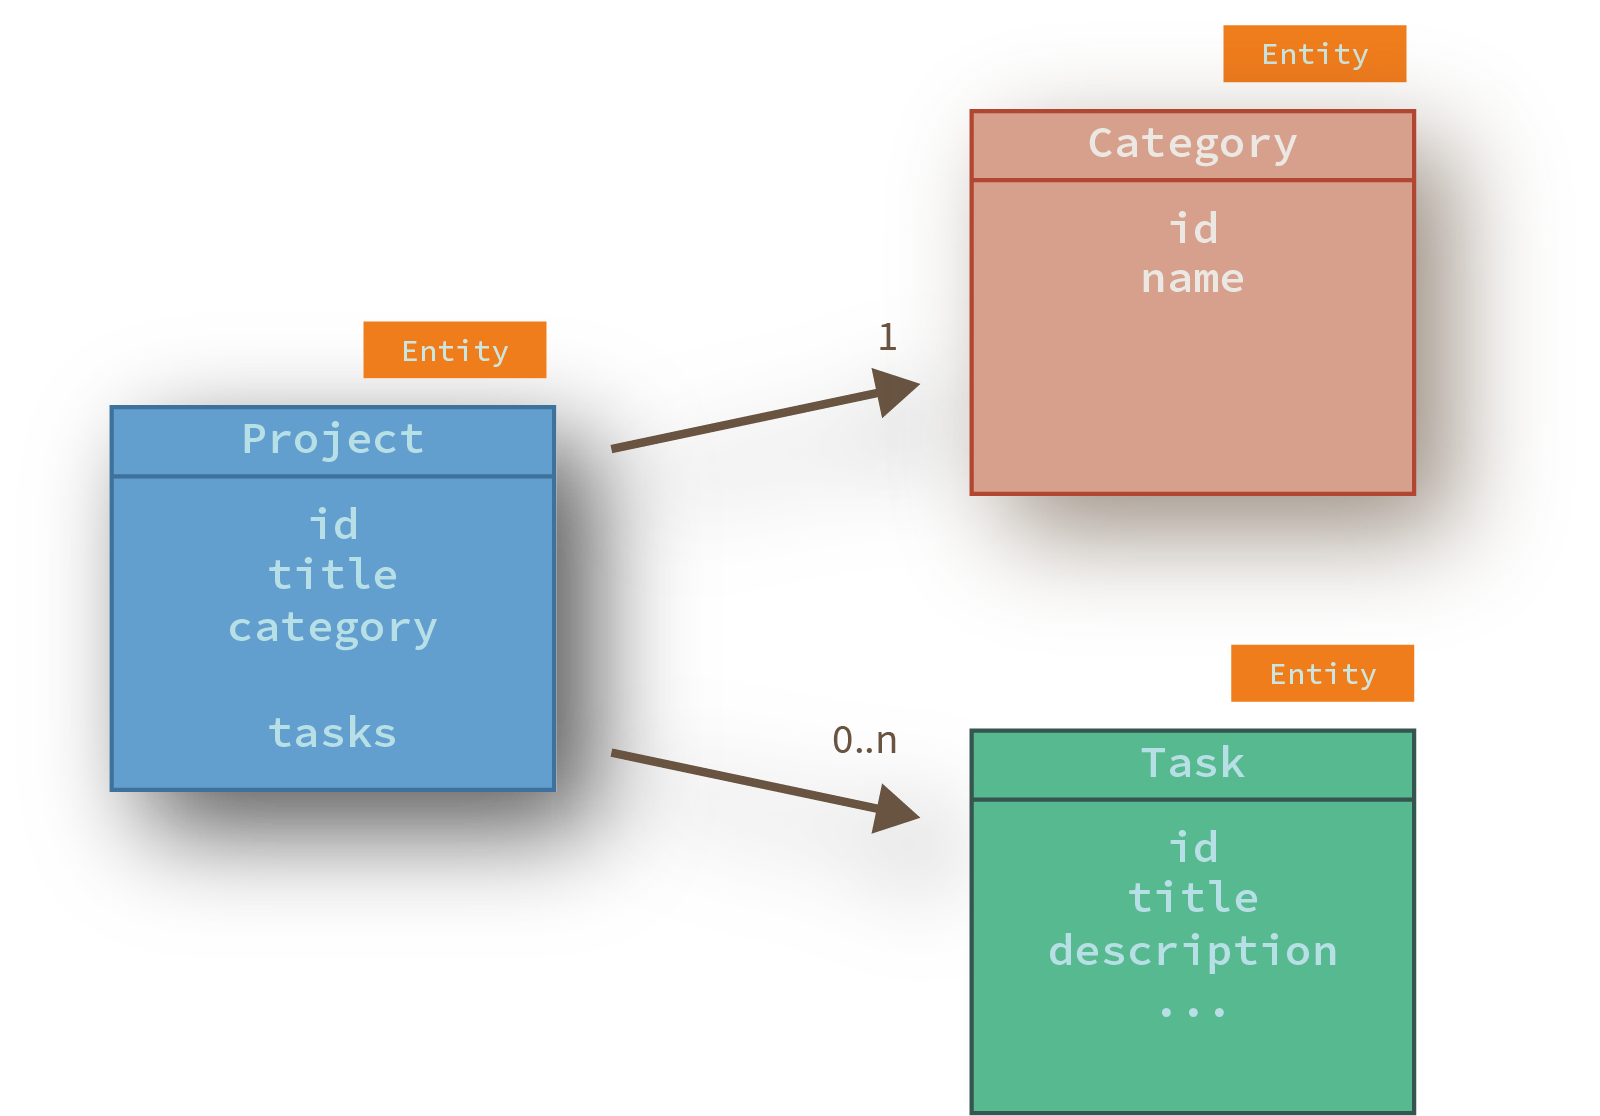 Entity
Project
id
title
category
tasks
1
0..n
Entity
Category
id
name
Entity
Task
id
title
description
...